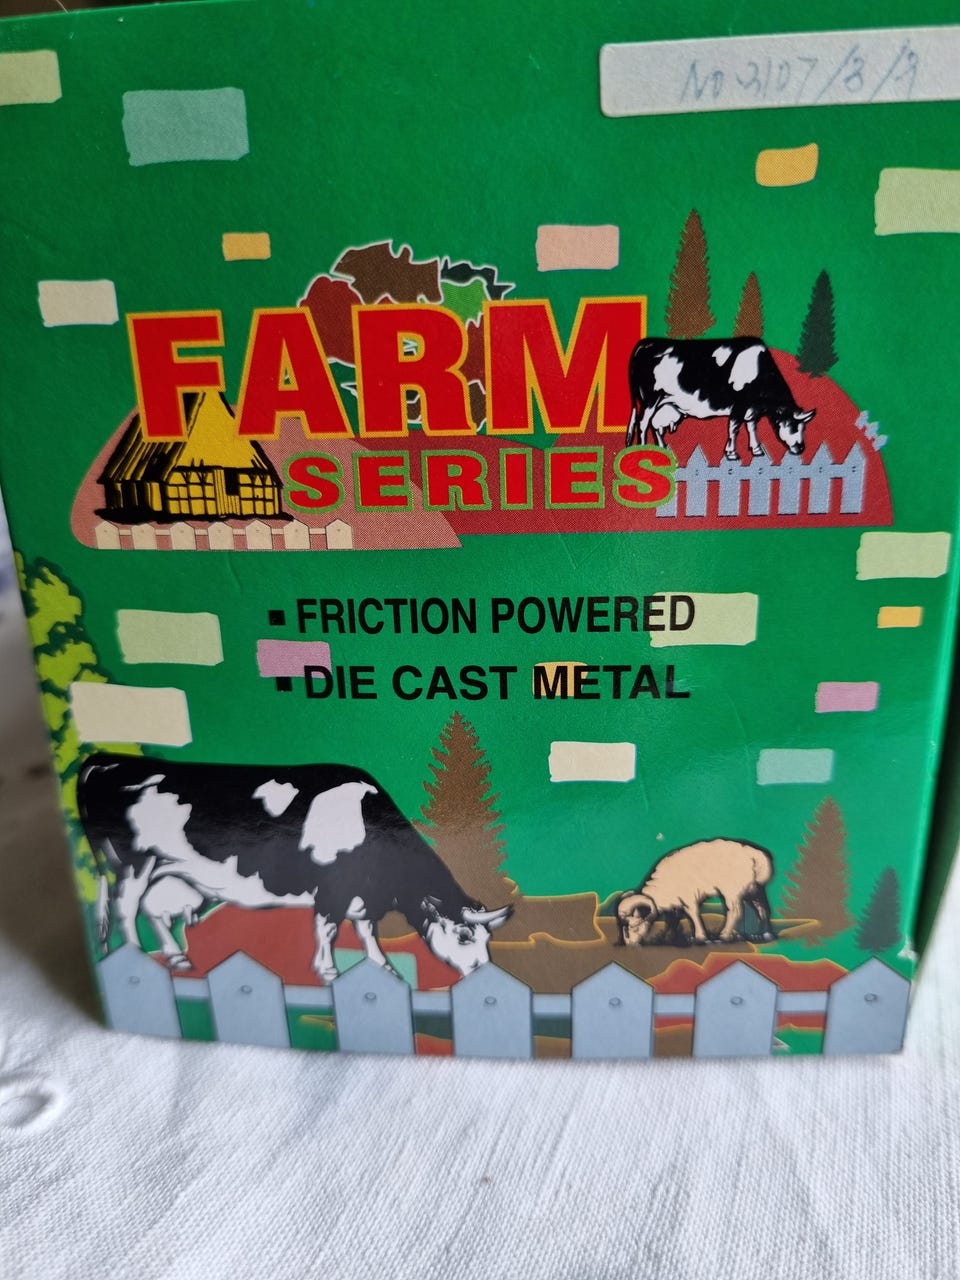 No 3107/8/9
FARM
SERIES
▪ FRICTION POWERED
▪ DIE CAST METAL